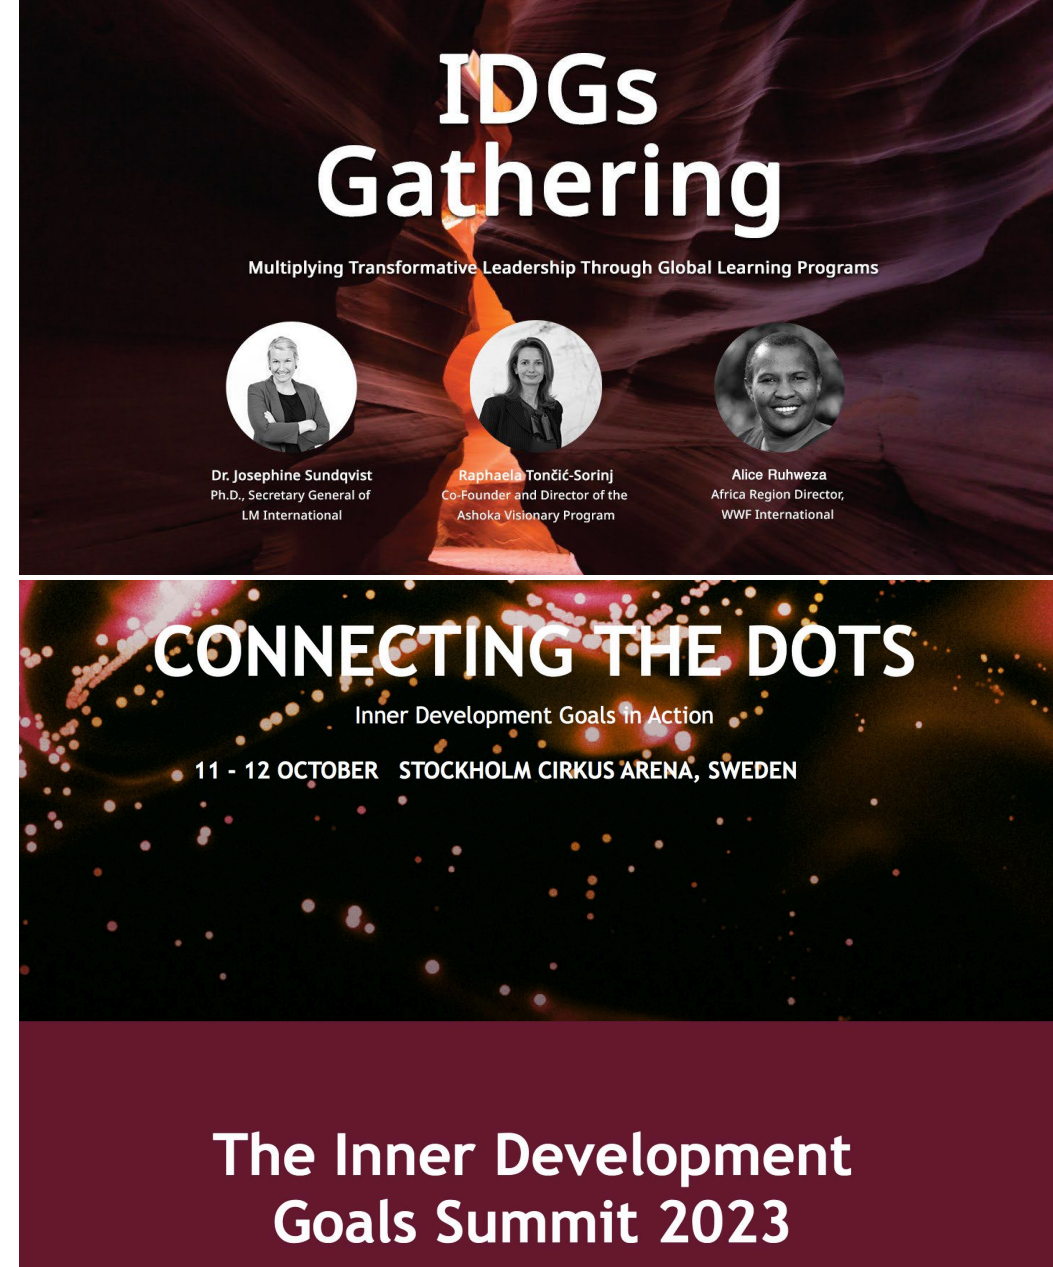 IDGs
Gathering
Multiplying Transformative Leadership Through Global Learning Programs
Dr. Josephine Sundqvist
Ph.D., Secretary General of
LM International
Raphaela Tončić-Sorinj
Co-Founder and Director of the
Ashoka Visionary Program
Alice Ruhweza
Africa Region Director,
WWF International
CONNECTING THE DOTS
Inner Development Goals in Action
11 - 12 OCTOBER STOCKHOLM CIRKUS ARENA, SWEDEN
The Inner Development
Goals Summit 2023